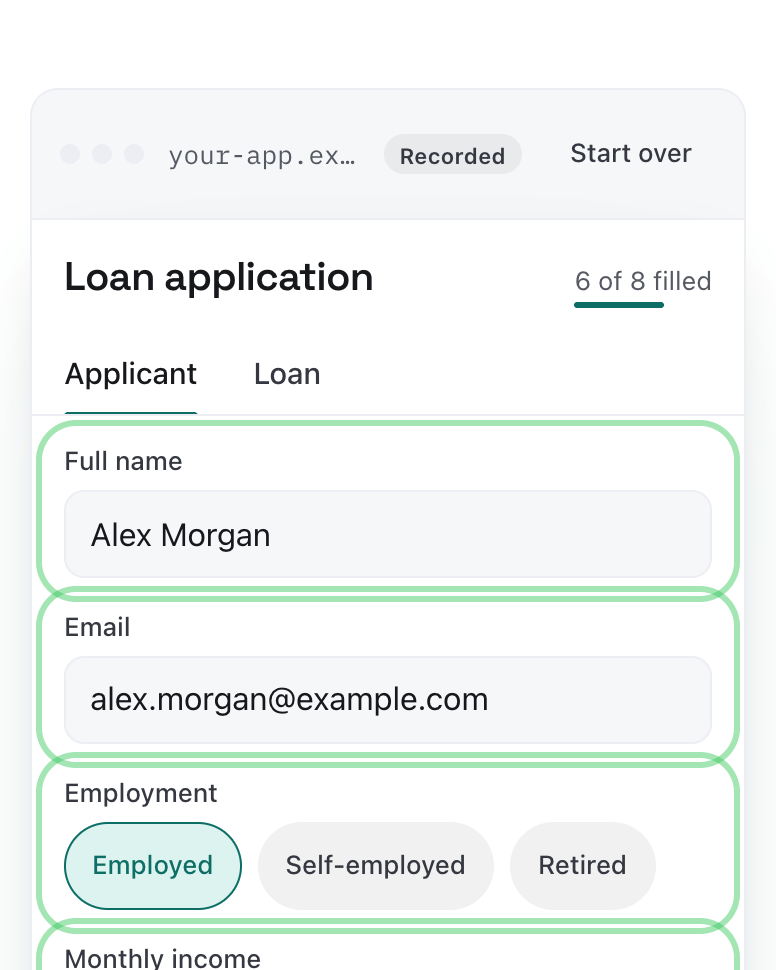 your-app.ex… Recorded Start over
Loan application
6 of 8 filled
Applicant Loan
Full name
Alex Morgan
Email
alex.morgan@example.com
Employment
Employed Self-employed Retired
Monthly income